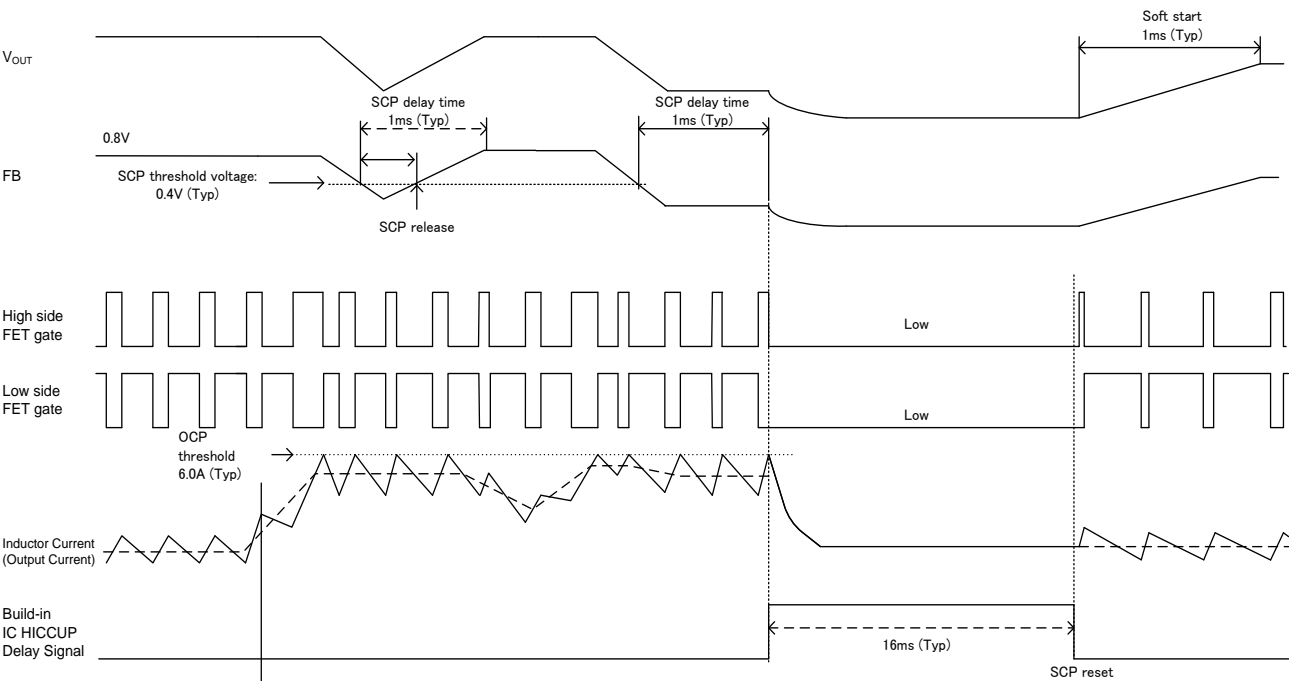 Soft start
1ms (Typ)
VOUT
SCP delay time
1ms (Typ)
SCP delay time
1ms (Typ)
0.8V
FB
SCP threshold voltage:
0.4V (Typ)
SCP release
High side
FET gate
Low
Low side
FET gate
Low
OCP
threshold
6.0A (Typ)
Inductor Current
(Output Current)
Build-in
IC HICCUP
Delay Signal
16ms (Typ)
SCP reset